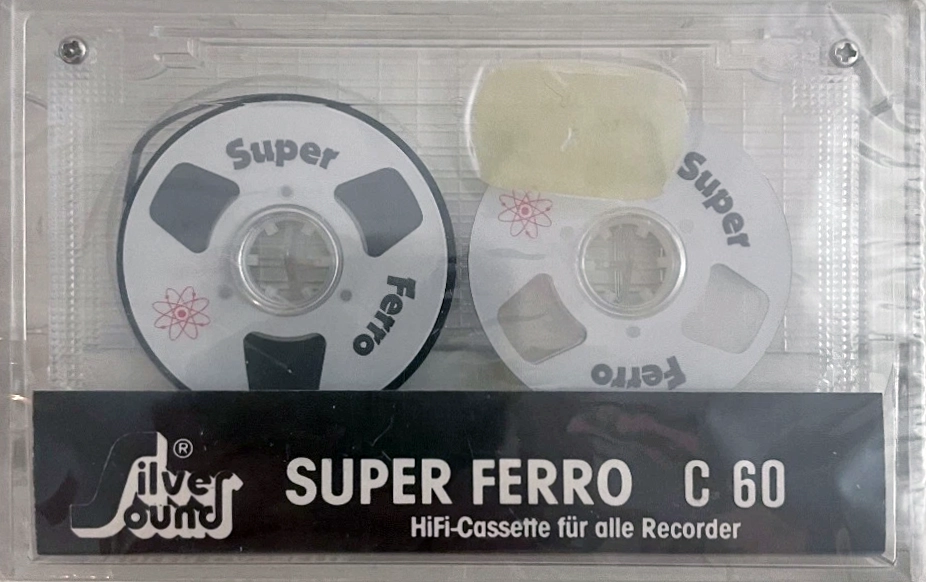 Super
Ferro
Super
Ferro
Silver
Sound
®
SUPER FERRO C 60
HiFi-Cassette für alle Recorder